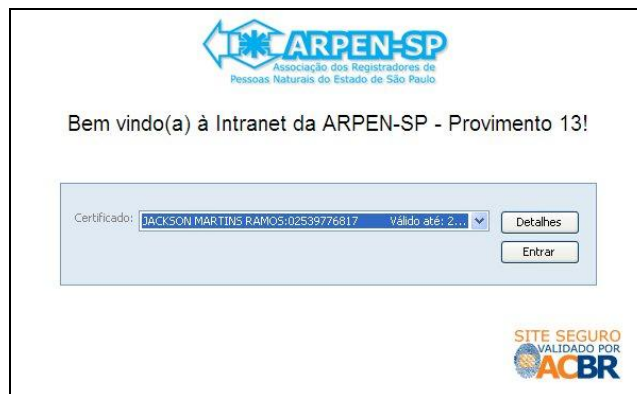 ARPEN-SP
Associação dos Registradores de
Pessoas Naturais do Estado de São Paulo
Bem vindo(a) à Intranet da ARPEN-SP - Provimento 13!
Certificado: JACKSON MARTINS RAMOS:02539776817 Válido até: 2... Detalhes
Entrar
SITE SEGURO
VALIDADO POR
ACBR